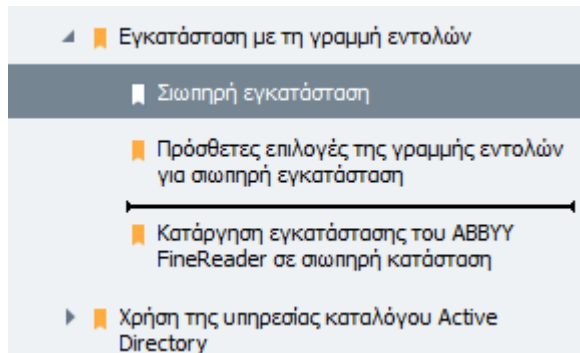 Εγκατάσταση με τη γραμμή εντολών
Σιωπηρή εγκατάσταση
Πρόσθετες επιλογές της γραμμής εντολών
για σιωπηρή εγκατάσταση
Κατάργηση εγκατάστασης του ABBYY
FineReader σε σιωπηρή κατάσταση
Χρήση της υπηρεσίας καταλόγου Active
Directory